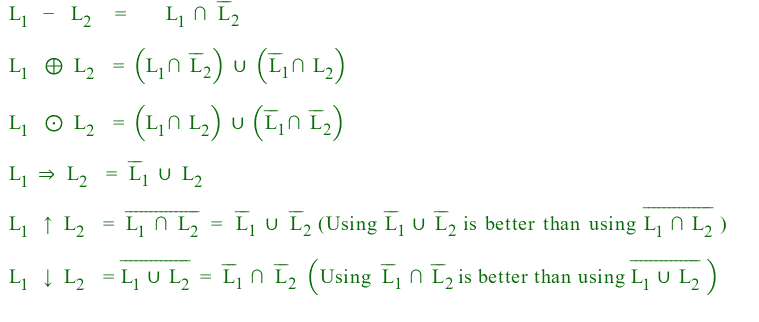 L₁ − L₂ = L₁ ∩ L̅₂
L₁ ⊕ L₂ = (L₁∩ L̅₂) ∪ (L̅₁∩ L₂)
L₁ ⊙ L₂ = (L₁∩ L₂) ∪ (L̅₁∩ L̅₂)
L₁ ⇒ L₂ = L̅₁ ∪ L₂
L₁ ↑ L₂ = \overline{L₁ ∩ L₂} = L̅₁ ∪ L̅₂ (Using L̅₁ ∪ L̅₂ is better than using \overline{L₁ ∩ L₂} )
L₁ ↓ L₂ = \overline{L₁ ∪ L₂} = L̅₁ ∩ L̅₂ (Using L̅₁ ∩ L̅₂ is better than using \overline{L₁ ∪ L₂} )